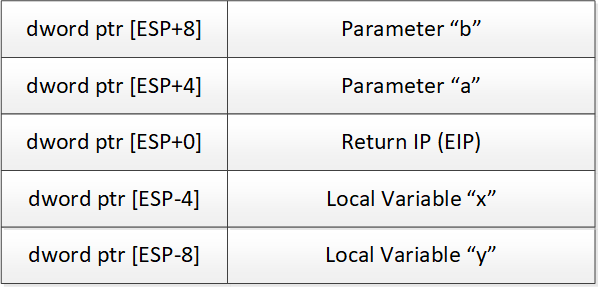 dword ptr [ESP+8] Parameter “b”
dword ptr [ESP+4] Parameter “a”
dword ptr [ESP+0] Return IP (EIP)
dword ptr [ESP-4] Local Variable “x”
dword ptr [ESP-8] Local Variable “y”